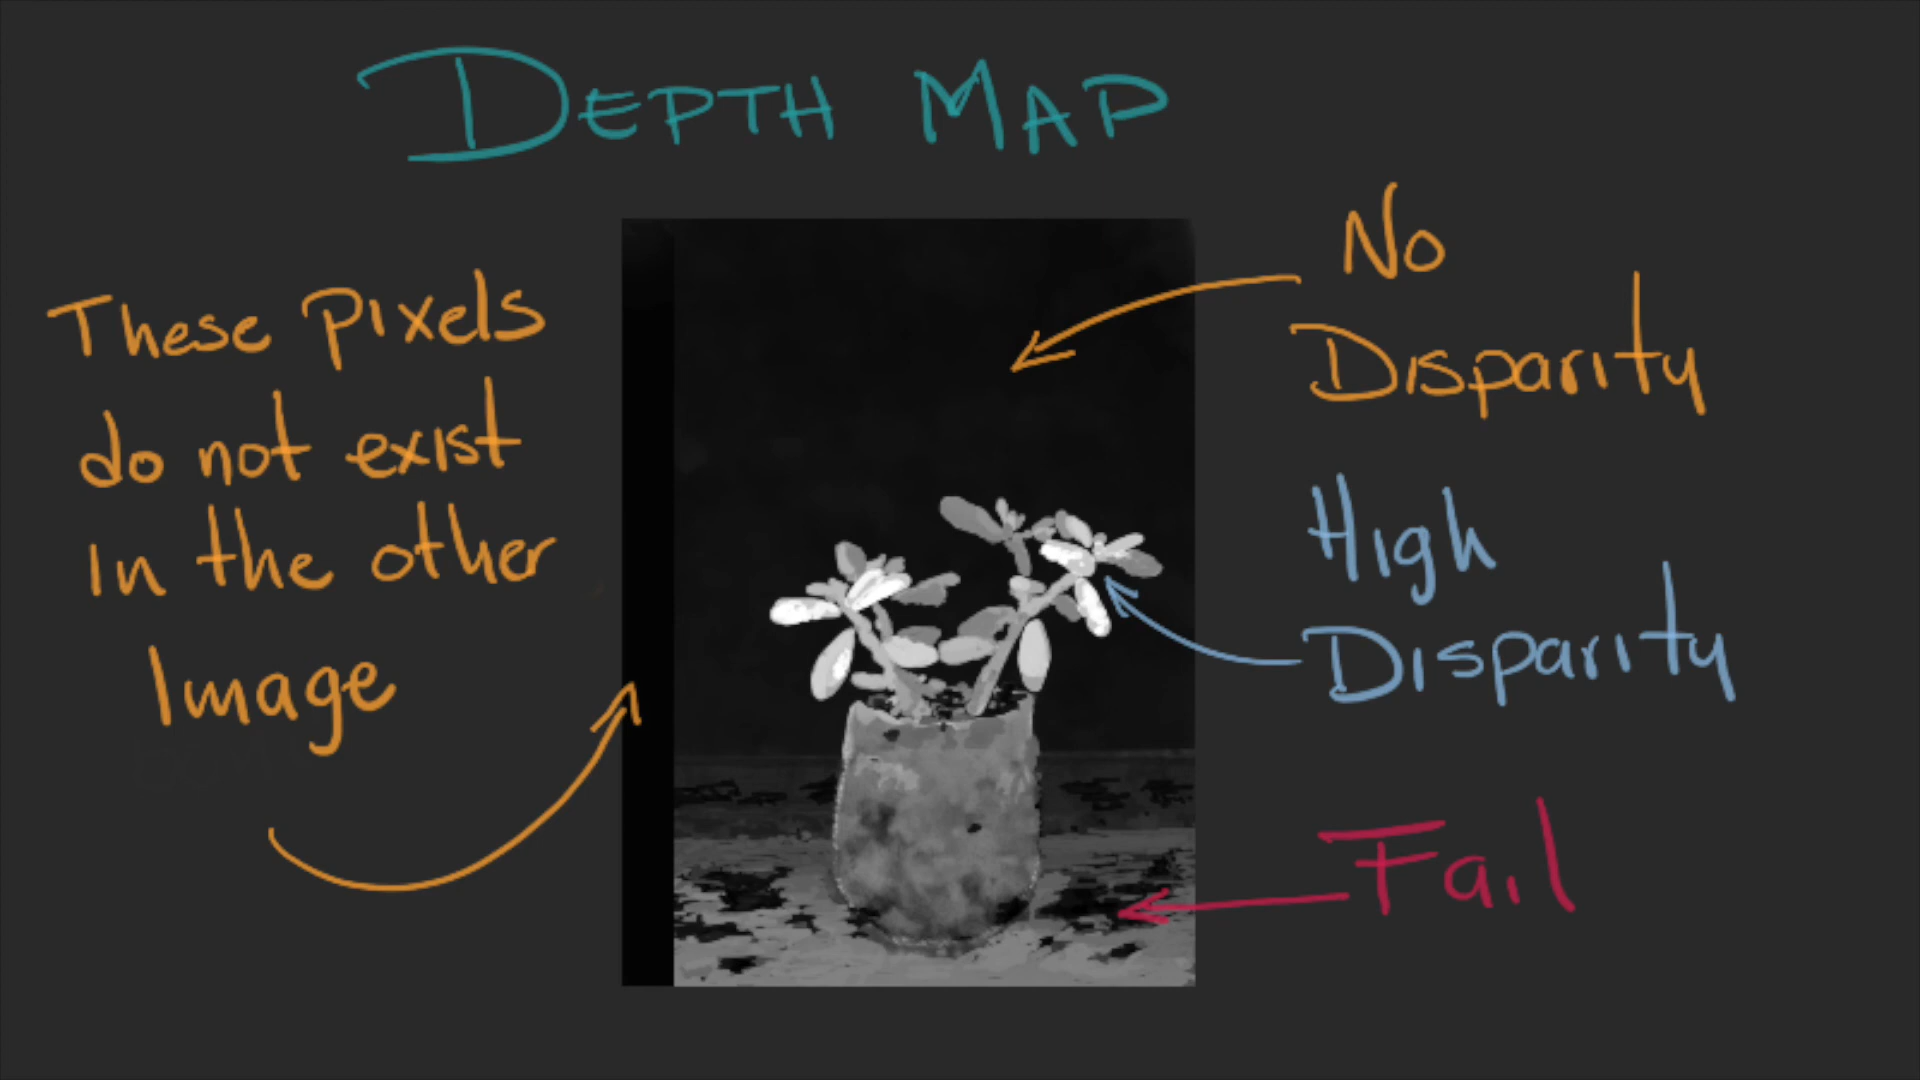 DEPTH MAP
These pixels
do not exist
in the other
Image
No
Disparity
High
Disparity
Fail